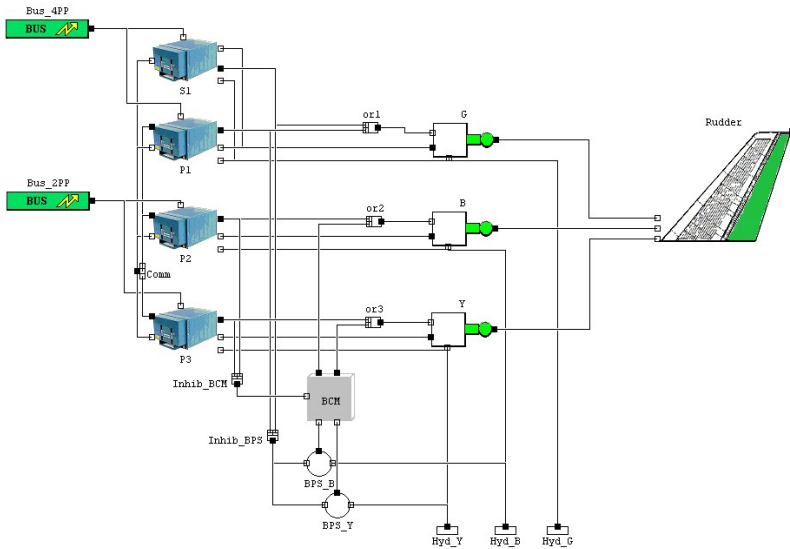 Bus_4PP
BUS
S1
or1
G
Rudder
P1
Bus_2PP
BUS
or2
B
P2
Comm
or3
Y
P3
Inhib_BCM
BCM
Inhib_BPS
BPS_B
BPS_Y
Hyd_Y
Hyd_B
Hyd_G